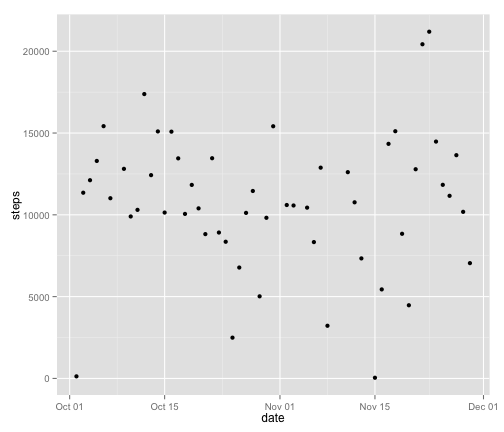 20000
15000
10000
5000
0
steps
Oct 01
Oct 15
Nov 01
Nov 15
Dec 01
date